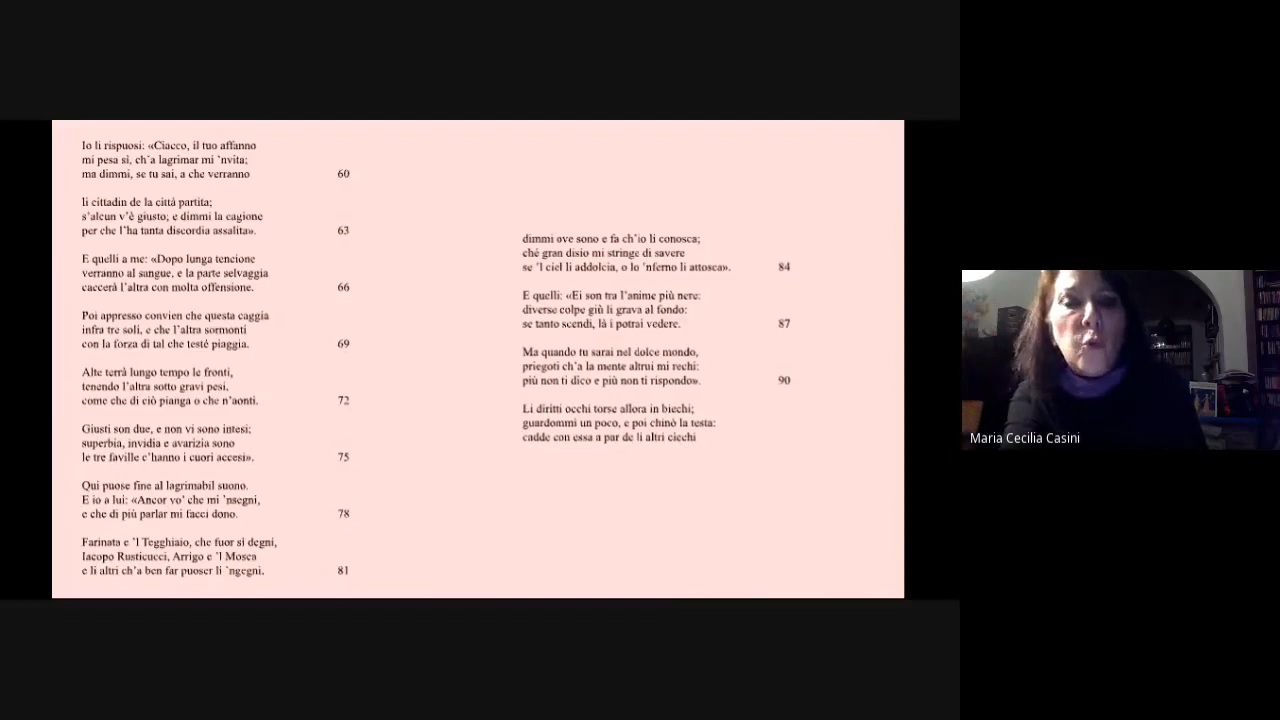 Io li rispuosi: «Ciacco, il tuo affanno
mi pesa sì, ch'a lagrimar mi 'nvita;
ma dimmi, se tu sai, a che verranno 60
li cittadin de la città partita;
s'alcun v'è giusto; e dimmi la cagione
per che l'ha tanta discordia assalita». 63
E quelli a me: «Dopo lunga tencione
verranno al sangue, e la parte selvaggia
caccerà l'altra con molta offensione. 66
Poi appresso convien che questa caggia
infra tre soli, e che l'altra sormonti
con la forza di tal che testé piaggia. 69
Alte terrà lungo tempo le fronti,
tenendo l'altra sotto gravi pesi,
come che di ciò pianga o che n'aonti. 72
Giusti son due, e non vi sono intesi;
superbia, invidia e avarizia sono
le tre faville c'hanno i cuori accesi». 75
Qui puose fine al lagrimabil suono.
E io a lui: «Ancor vo' che mi 'nsegni,
e che di più parlar mi facci dono. 78
Farinata e 'l Tegghiaio, che fuor sì degni,
Iacopo Rusticucci, Arrigo e 'l Mosca
e li altri ch'a ben far puoser li 'ngegni, 81
dimmi ove sono e fa ch'io li conosca;
ché gran disio mi stringe di savere
se 'l ciel li addolcia, o lo 'nferno li attosca». 84
E quelli: «Ei son tra l'anime più nere:
diverse colpe giù li grava al fondo:
se tanto scendi, là i potrai vedere. 87
Ma quando tu sarai nel dolce mondo,
priegoti ch'a la mente altrui mi rechi:
più non ti dico e più non ti rispondo». 90
Li diritti occhi torse allora in biechi;
guardommi un poco, e poi chinò la testa:
cadde con essa a par de li altri ciechi
Maria Cecilia Casini